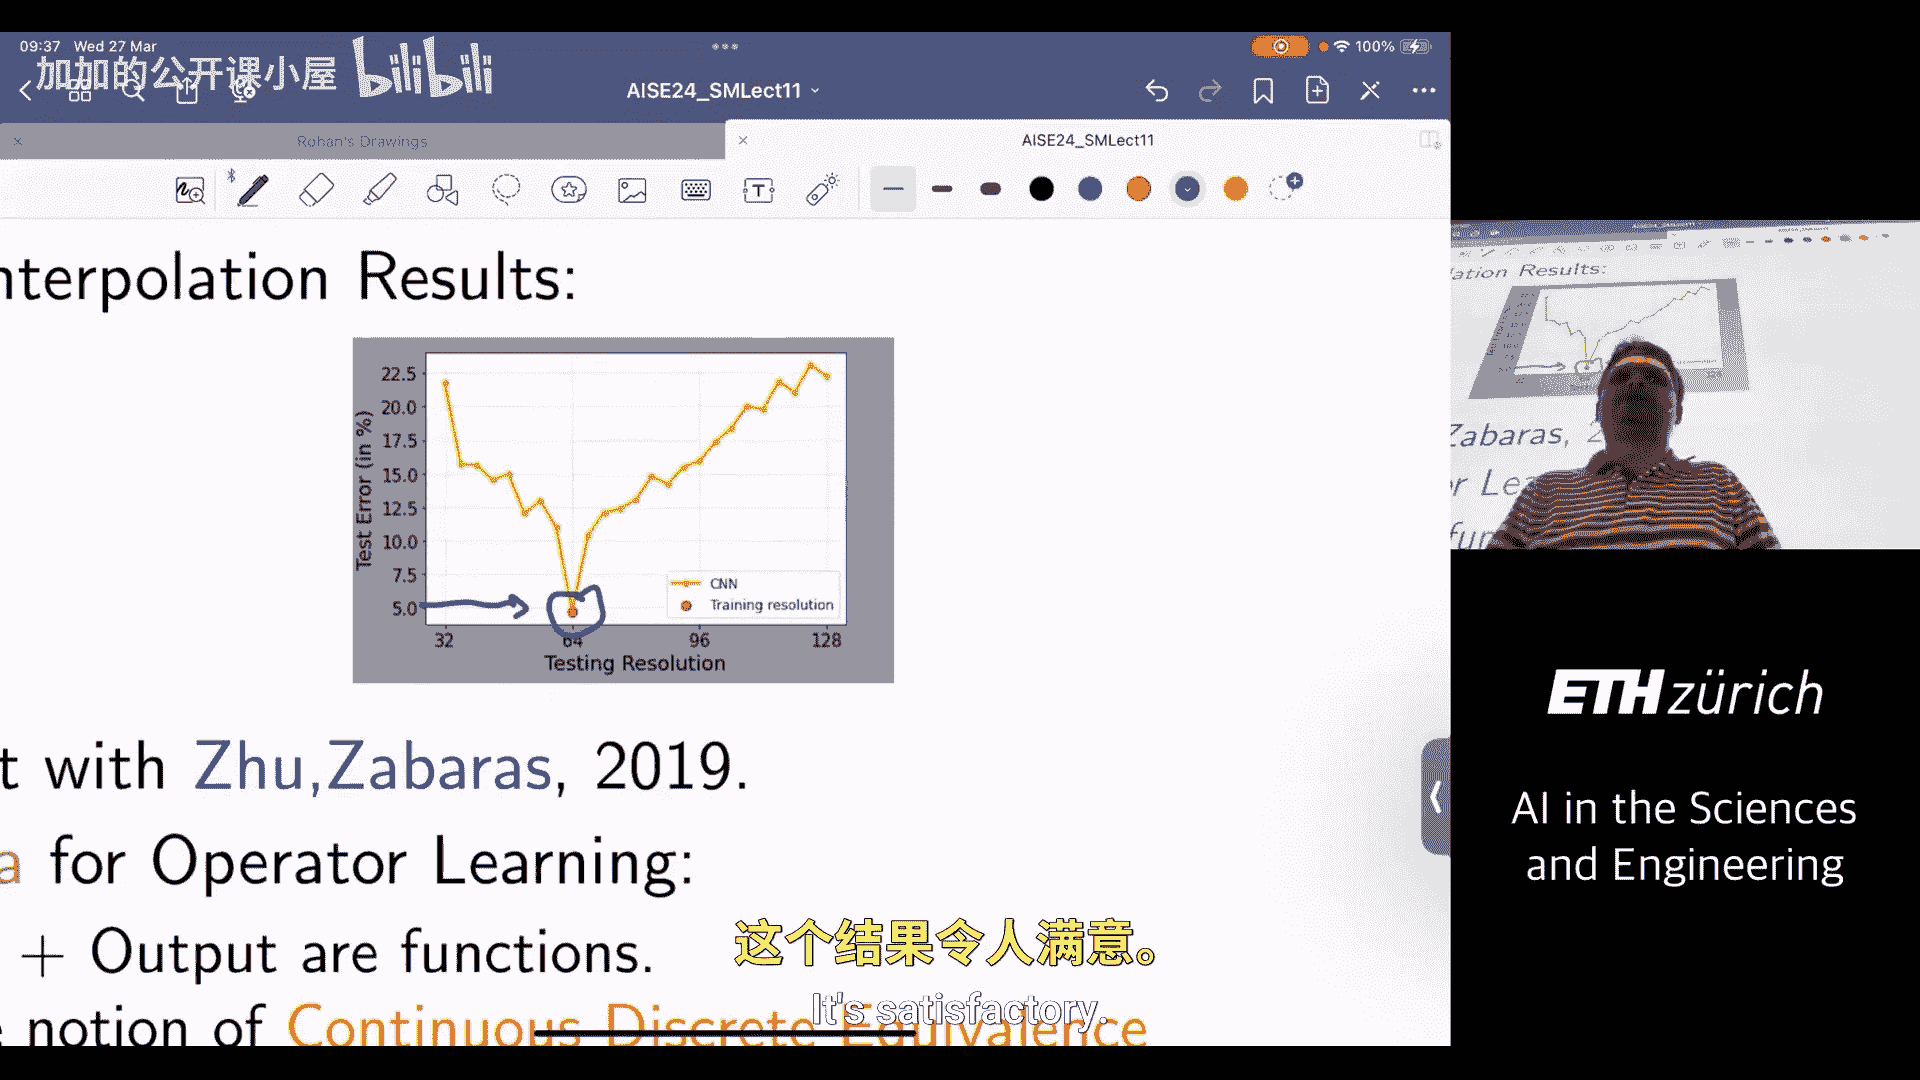 09:37 Wed 27 Mar
100%
加加的公开课小屋 bilibili
AISE24_SMLect11
Rohan's Drawings
AISE24_SMLect11
nterpolation Results:
22.5
20.0
17.5
15.0
12.5
10.0
7.5
5.0
Test Error (in %)
CNN
Training resolution
32 64 96 128
Testing Resolution
t with Zhu,Zabaras, 2019.
a for Operator Learning:
+ Output are functions.
notion of Continuous Discrete Equivalence
这个结果令人满意。
It's satisfactory.
ation Results:
Zabaras, 2
r Lea
fun
ETH zürich
AI in the Sciences
and Engineering